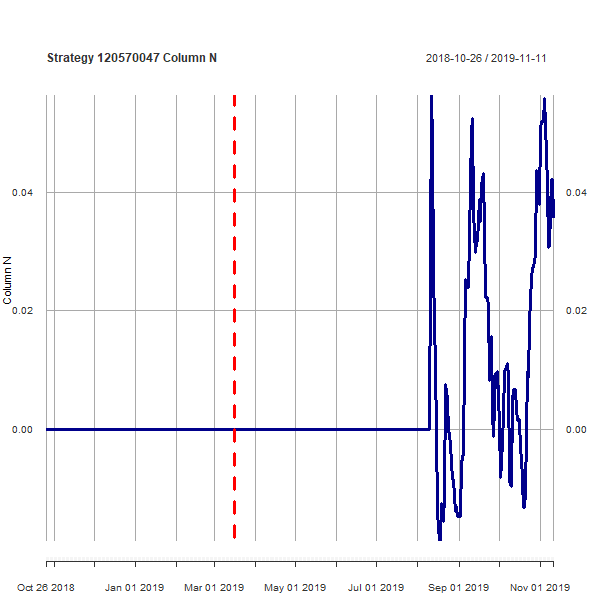 Strategy 120570047 Column N
2018-10-26 / 2019-11-11
0.04
0.04
Column N
0.02
0.02
0.00
0.00
Oct 26 2018
Jan 01 2019
Mar 01 2019
May 01 2019
Jul 01 2019
Sep 01 2019
Nov 01 2019